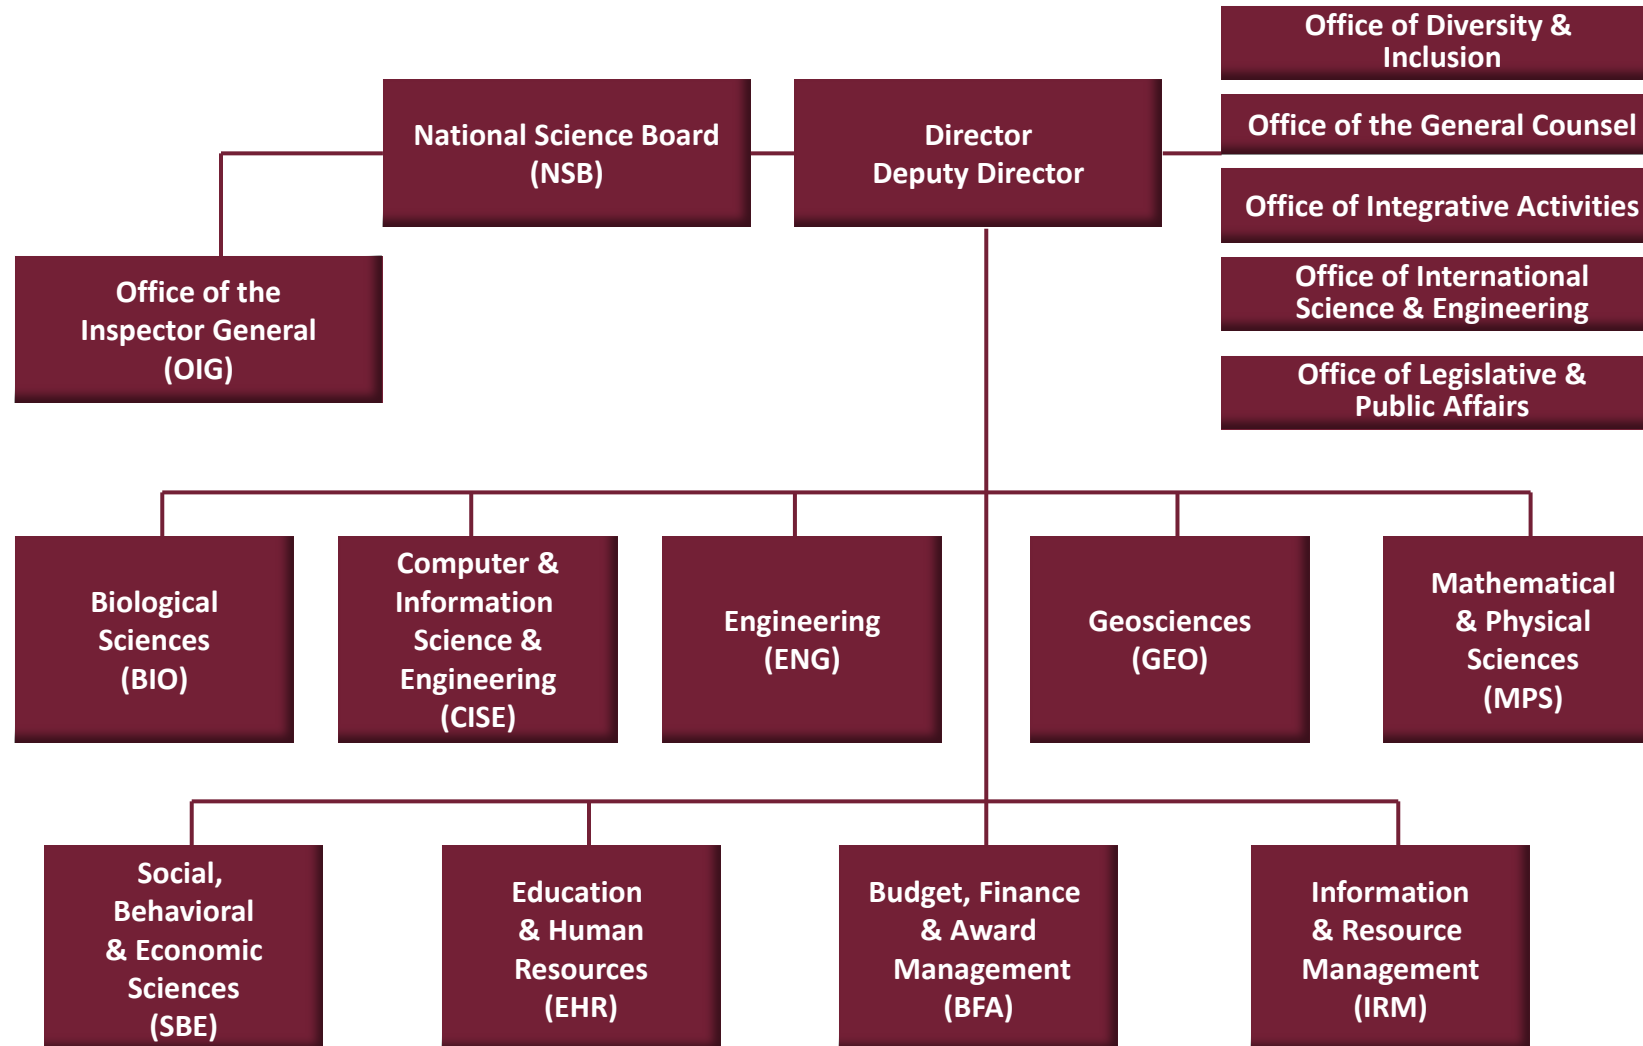 Office of Diversity &
Inclusion
National Science Board
(NSB)
Director
Deputy Director
Office of the General Counsel
Office of Integrative Activities
Office of the
Inspector General
(OIG)
Office of International
Science & Engineering
Office of Legislative &
Public Affairs
Biological
Sciences
(BIO)
Computer &
Information
Science &
Engineering
(CISE)
Engineering
(ENG)
Geosciences
(GEO)
Mathematical
& Physical
Sciences
(MPS)
Social,
Behavioral
& Economic
Sciences
(SBE)
Education
& Human
Resources
(EHR)
Budget, Finance
& Award
Management
(BFA)
Information
& Resource
Management
(IRM)